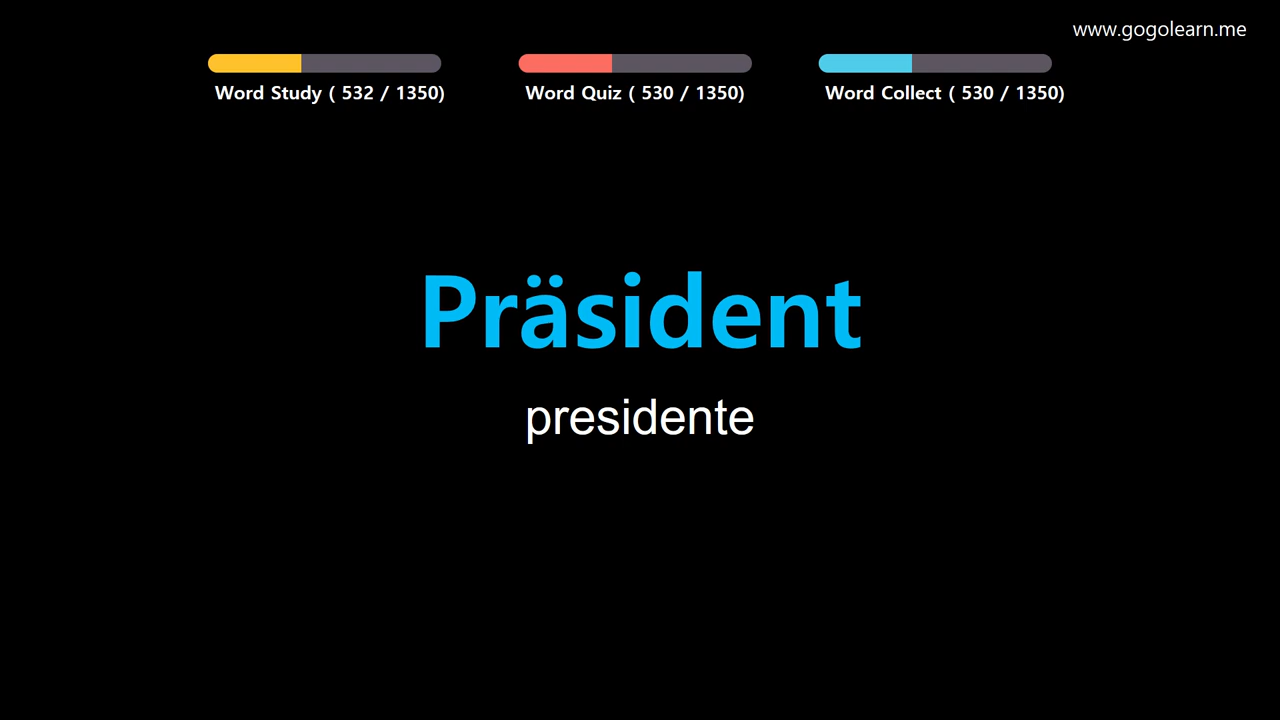 www.gogolearn.me
Word Study ( 532 / 1350)
Word Quiz ( 530 / 1350)
Word Collect ( 530 / 1350)
Präsident
presidente